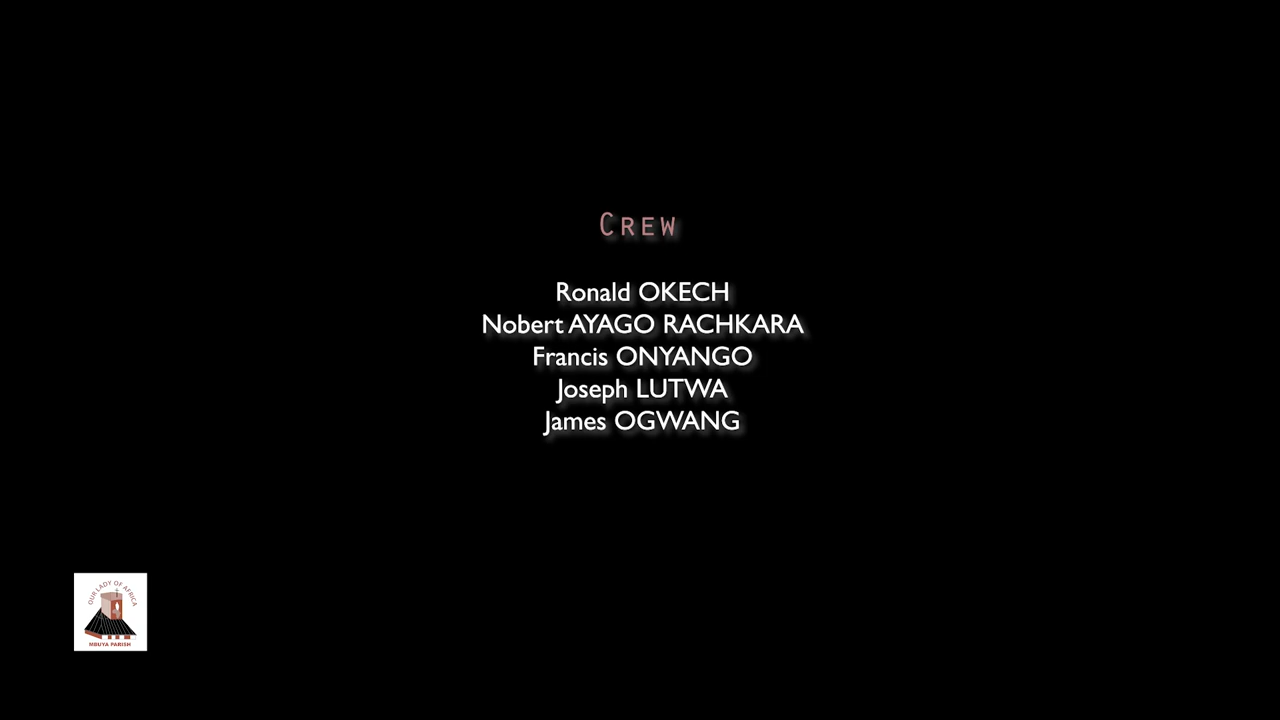 Crew
Ronald OKECH
Nobert AYAGO RACHKARA
Francis ONYANGO
Joseph LUTWA
James OGWANG
OUR LADY OF AFRICA
MBUYA PARISH